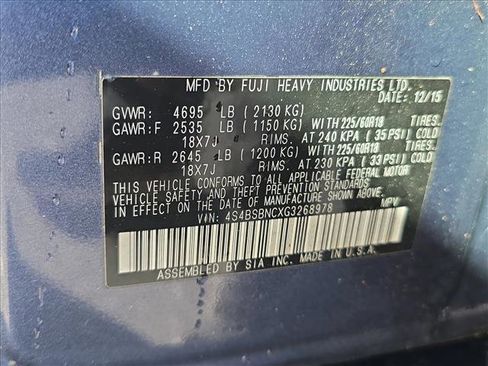 MFD BY FUJI HEAVY INDUSTRIES LTD.
DATE: 12/15
GVWR: 4695 LB (2130 KG)
GAWR:F 2535 LB (1150 KG) WITH 225/60R18 TIRES.
18X7J RIMS. AT 240 KPA (35 PSI) COLD
GAWR:R 2645 LB (1200 KG) WITH 225/60R18 TIRES.
18X7J RIMS. AT 230 KPA (33 PSI) COLD
THIS VEHICLE CONFORMS TO ALL APPLICABLE FEDERAL MOTOR
VEHICLE SAFETY AND THEFT PREVENTION STANDARDS
IN EFFECT ON THE DATE OF MANUFACTURE SHOWN ABOVE.
VIN: 4S4BSBNCXG3268978 MPV
ASSEMBLED BY SIA INC. MADE IN U.S.A.